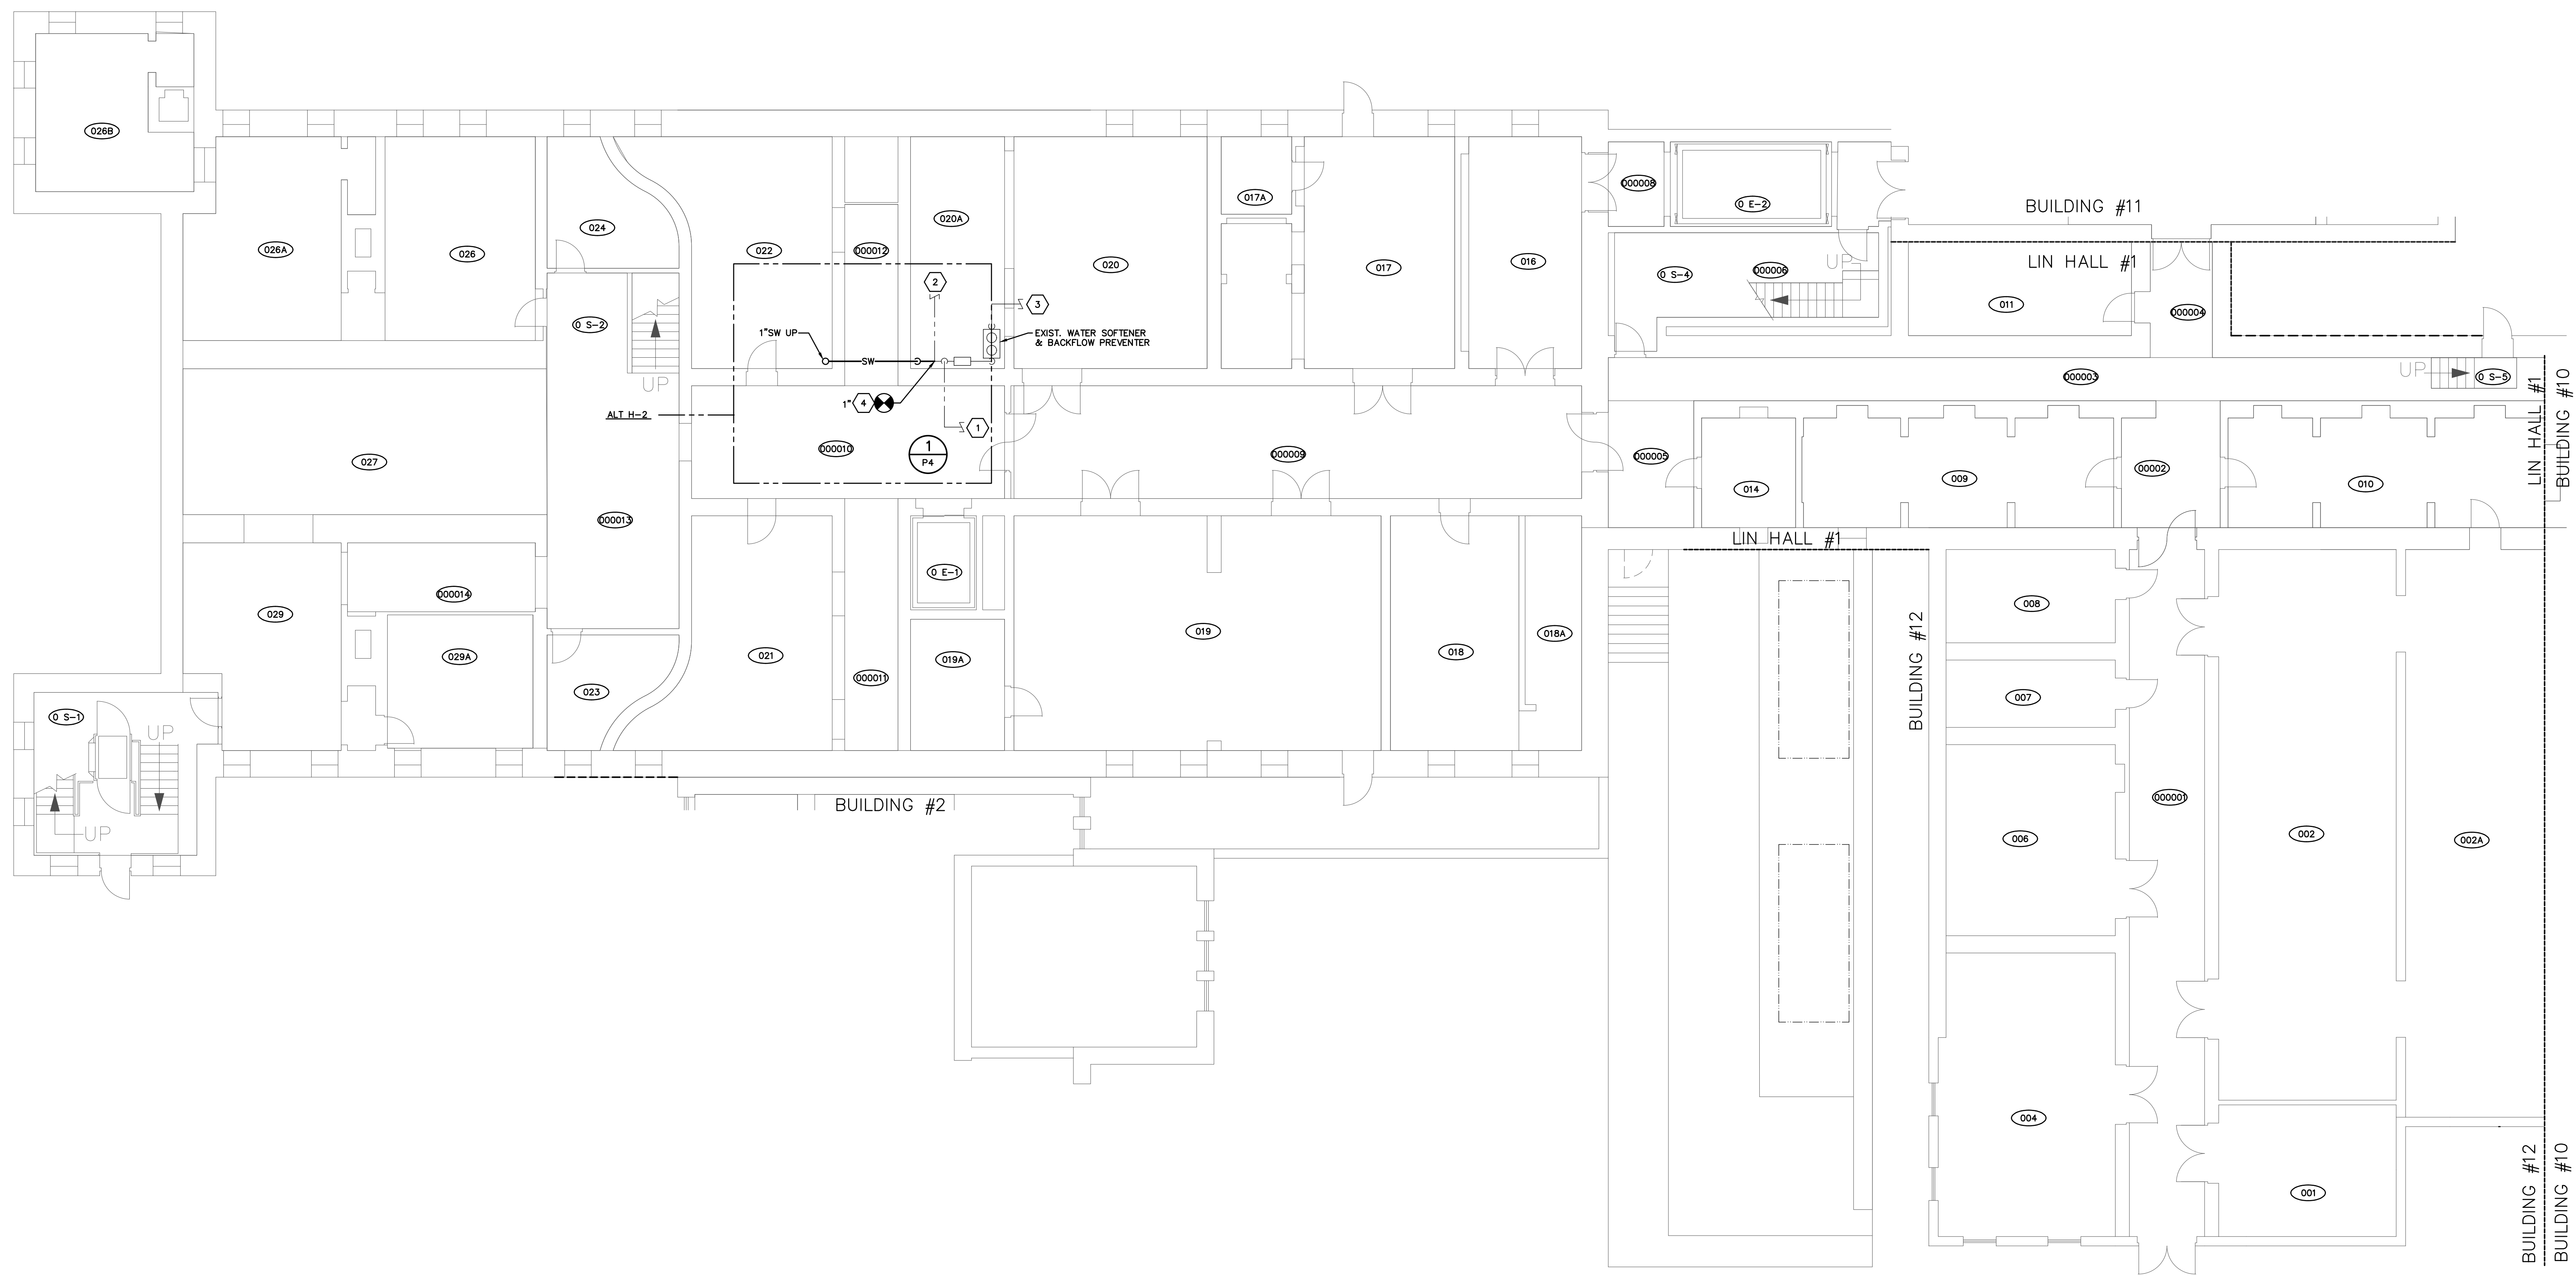 026B
026A
026
024
022
000012
020A
020
017A
017
016
000008
0 E-2
BUILDING #11
LIN HALL #1
0 S-4
000006
UP
011
000004
0 S-2
UP
2
3
1"SW UP
SW
EXIST. WATER SOFTENER
& BACKFLOW PREVENTER
1"
4
1
ALT H-2
1
P4
000010
000009
000003
UP
0 S-5
LIN HALL #1
BUILDING #10
027
000013
000005
014
009
00002
010
LIN HALL #1
029
000014
029A
023
021
000011
0 E-1
019A
019
018
018A
BUILDING #12
008
007
006
004
000001
002
002A
001
0 S-1
UP
UP
BUILDING #2
BUILDING #12
BUILDING #10